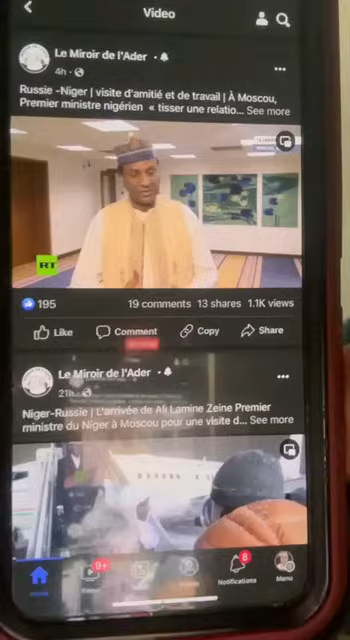 Video
Le Miroir de l'Ader
4h
Russie -Niger | visite d'amitié et de travail | À Moscou,
Premier ministre nigérien « tisser une relatio... See more
RT
195
19 comments 13 shares 1.1K views
Like Comment Copy Share
Le Miroir de l'Ader
21h
Niger-Russie | L'arrivée de Ali Lamine Zeine Premier
ministre du Niger à Moscou pour une visite d... See more
9+
8
Notifications Menu